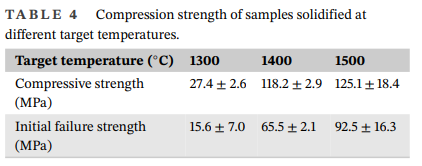 TABLE 4 Compression strength of samples solidified at
different target temperatures.
Target temperature (°C) 1300 1400 1500
Compressive strength 27.4 ± 2.6 118.2 ± 2.9 125.1 ± 18.4
(MPa)
Initial failure strength 15.6 ± 7.0 65.5 ± 2.1 92.5 ± 16.3
(MPa)